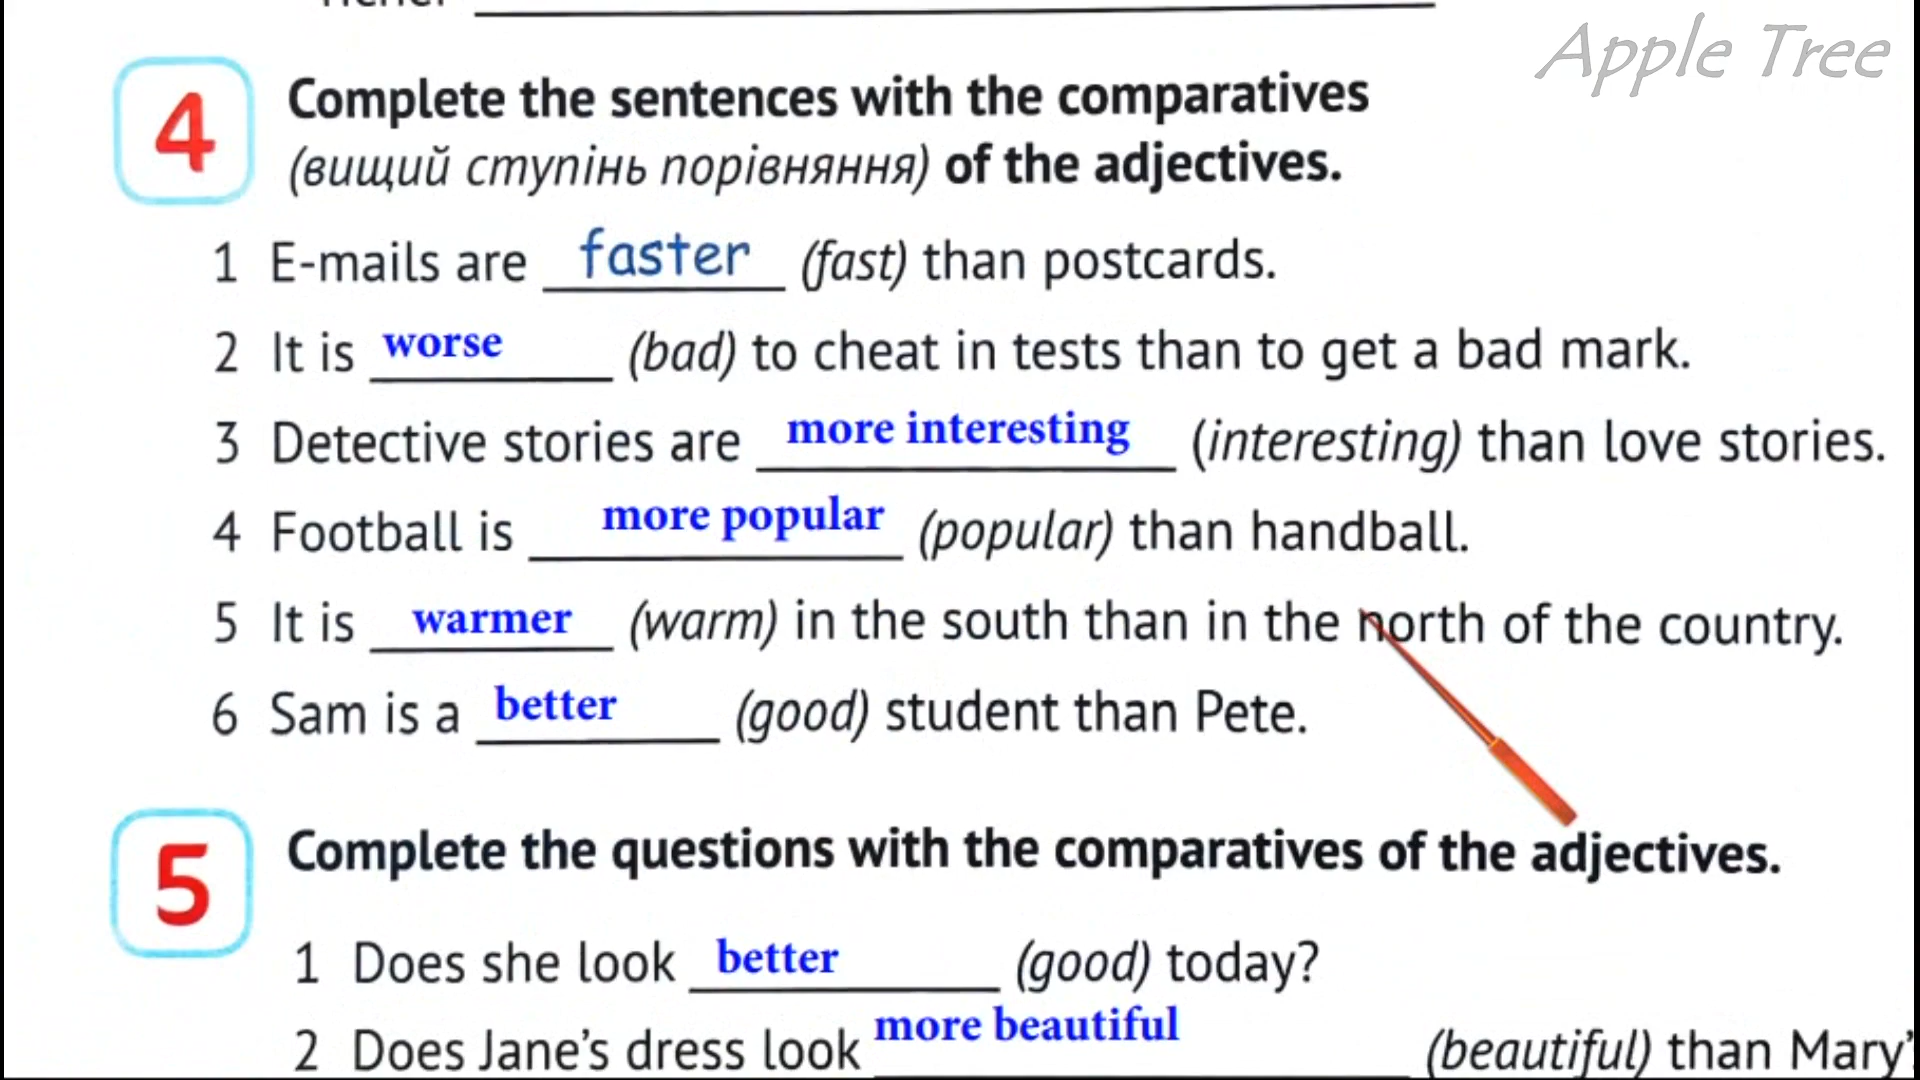 Apple Tree
4 Complete the sentences with the comparatives
(вищий ступінь порівняння) of the adjectives.
1 E-mails are faster (fast) than postcards.
2 It is worse (bad) to cheat in tests than to get a bad mark.
3 Detective stories are more interesting (interesting) than love stories.
4 Football is more popular (popular) than handball.
5 It is warmer (warm) in the south than in the north of the country.
6 Sam is a better (good) student than Pete.
5 Complete the questions with the comparatives of the adjectives.
1 Does she look better (good) today?
2 Does Jane's dress look more beautiful (beautiful) than Mary'